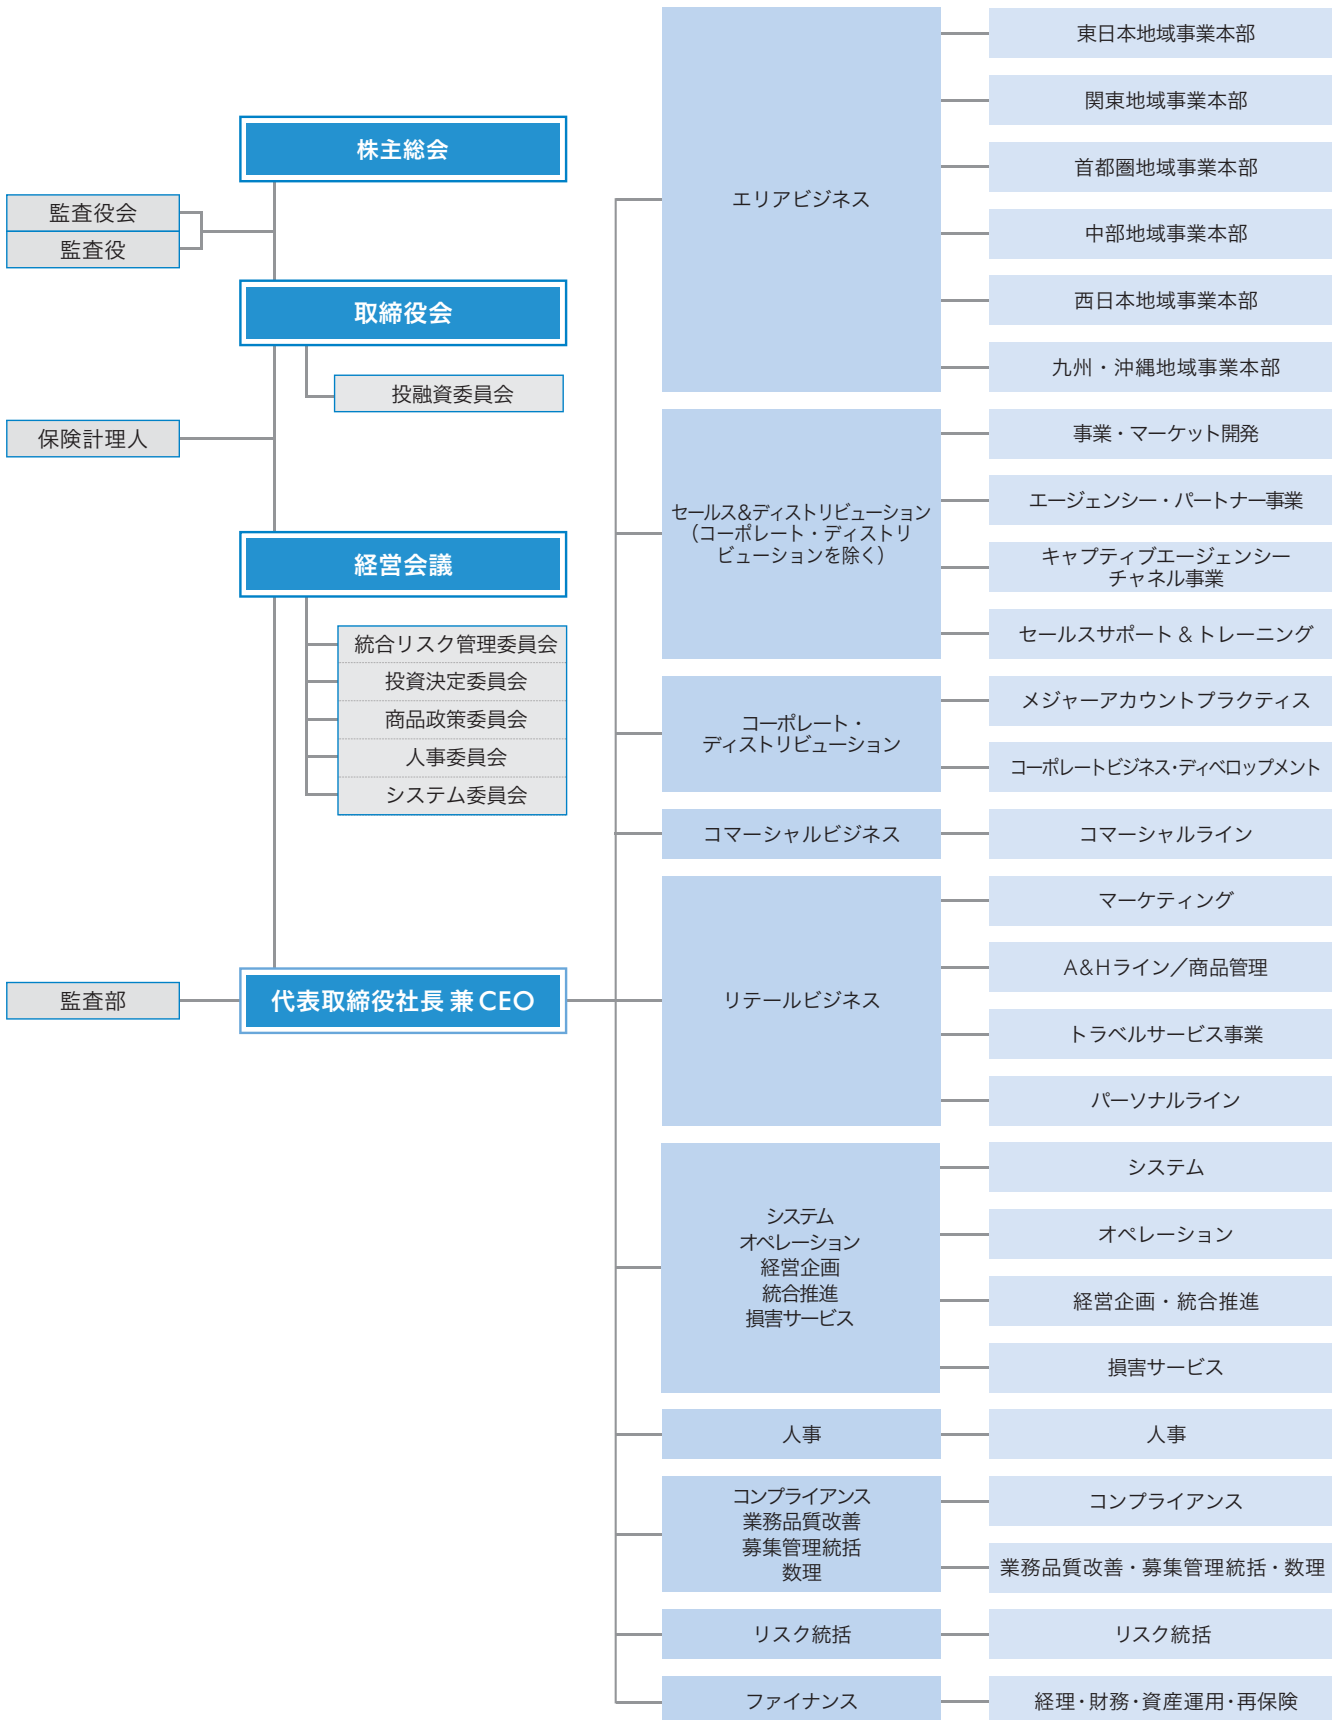 株主総会
監査役会
監査役
取締役会
投融資委員会
保険計理人
経営会議
統合リスク管理委員会
投資決定委員会
商品政策委員会
人事委員会
システム委員会
監査部
代表取締役社長 兼 CEO
エリアビジネス
東日本地域事業本部
関東地域事業本部
首都圏地域事業本部
中部地域事業本部
西日本地域事業本部
九州・沖縄地域事業本部
セールス&ディストリビューション
（コーポレート・ディストリ
ビューションを除く）
事業・マーケット開発
エージェンシー・パートナー事業
キャプティブエージェンシー
チャネル事業
セールスサポート & トレーニング
コーポレート・
ディストリビューション
メジャーアカウントプラクティス
コーポレートビジネス・ディベロップメント
コマーシャルビジネス
コマーシャルライン
リテールビジネス
マーケティング
A&Hライン／商品管理
トラベルサービス事業
パーソナルライン
システム
オペレーション
経営企画
統合推進
損害サービス
システム
オペレーション
経営企画・統合推進
損害サービス
人事
人事
コンプライアンス
業務品質改善
募集管理統括
数理
コンプライアンス
業務品質改善・募集管理統括・数理
リスク統括
リスク統括
ファイナンス
経理・財務・資産運用・再保険